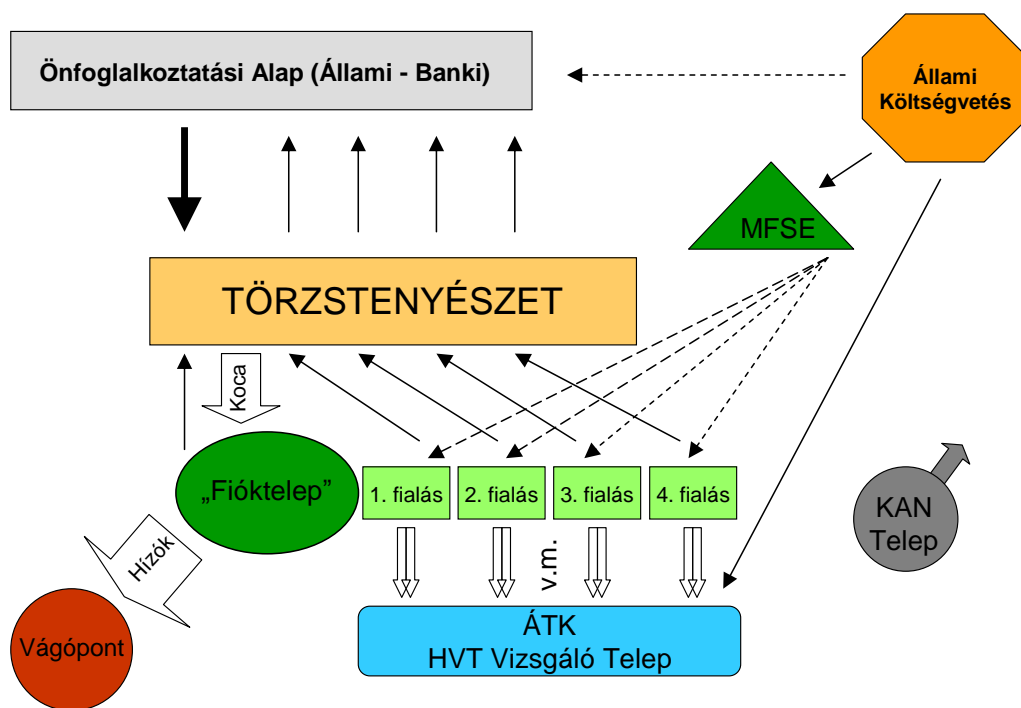 Önfoglalkoztatási Alap (Állami - Banki)
Állami
Költségvetés
MFSE
TÖRZSTENYÉSZET
Koca
„Fióktelep”
1. fialás
2. fialás
3. fialás
4. fialás
KAN
Telep
Hízók
v.m.
Vágópont
ÁTK
HVT Vizsgáló Telep